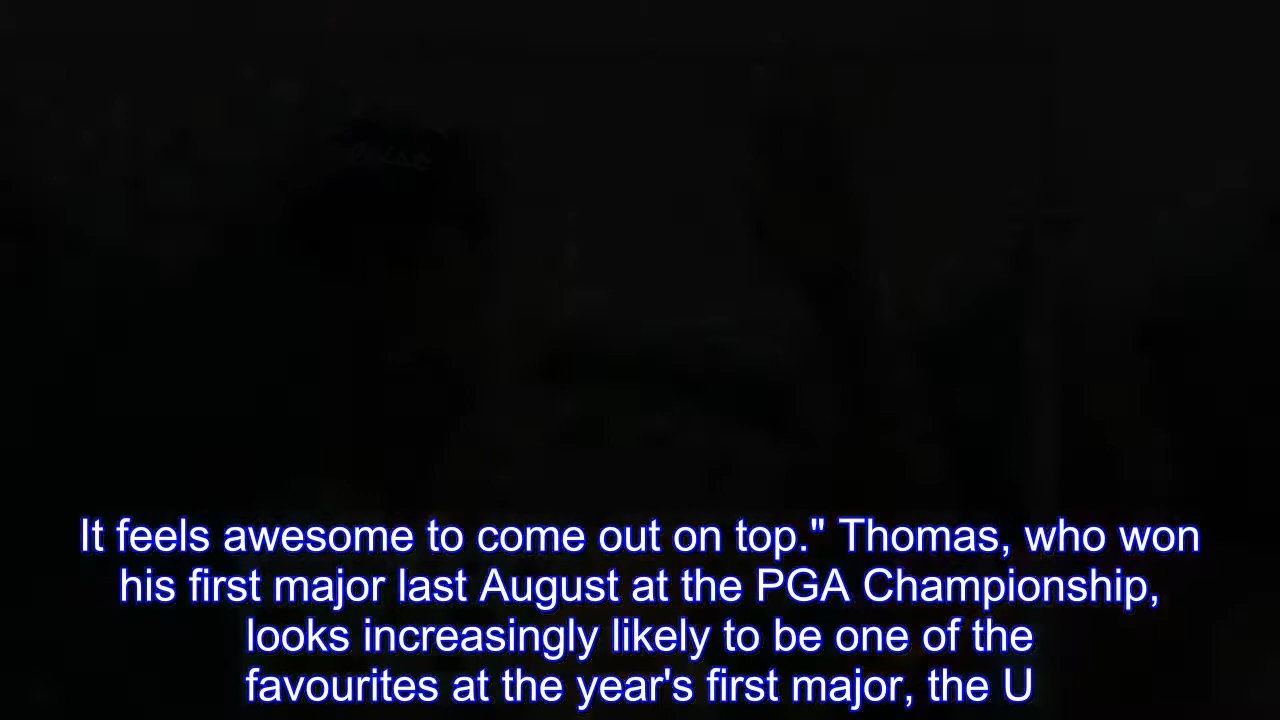 It feels awesome to come out on top." Thomas, who won
his first major last August at the PGA Championship,
looks increasingly likely to be one of the
favourites at the year's first major, the U